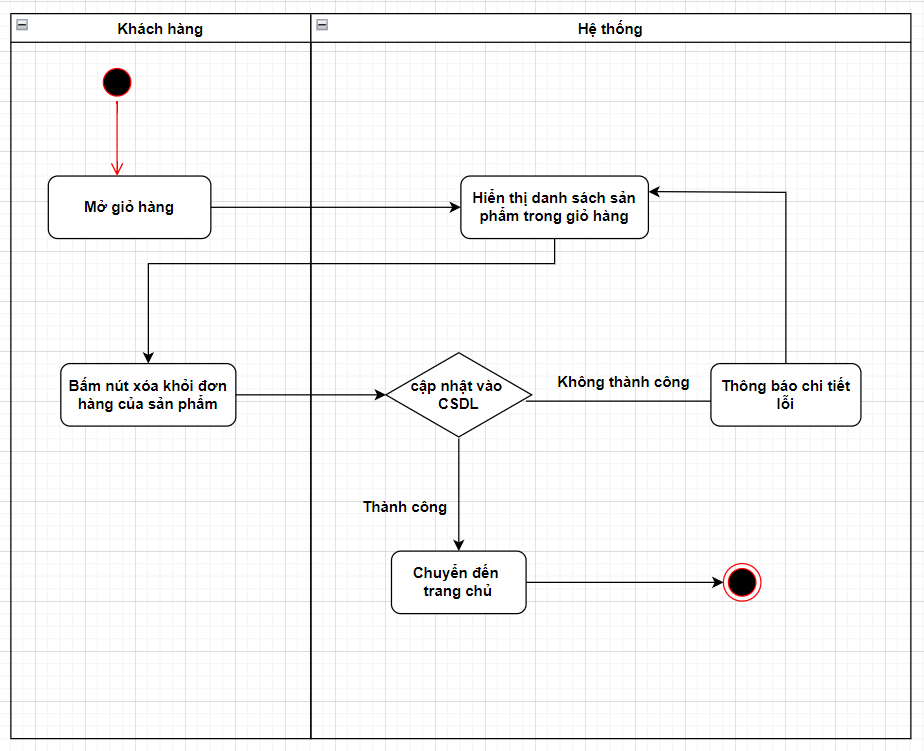 Khách hàng
Hệ thống
Mở giỏ hàng
Hiển thị danh sách sản
phẩm trong giỏ hàng
Bấm nút xóa khỏi đơn
hàng của sản phẩm
cập nhật vào
CSDL
Không thành công
Thông báo chi tiết
lỗi
Thành công
Chuyển đến
trang chủ